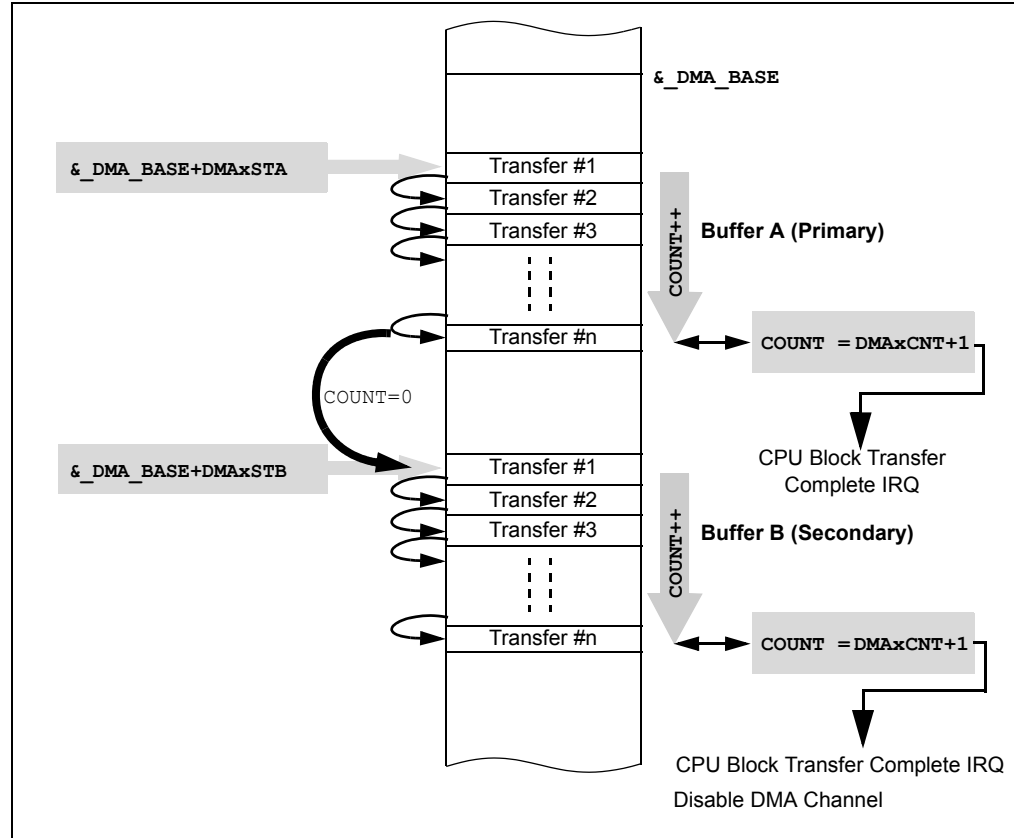 &_DMA_BASE
&_DMA_BASE+DMAxSTA
Transfer #1
Transfer #2
Transfer #3
Transfer #n
COUNT++
Buffer A (Primary)
COUNT = DMAxCNT+1
CPU Block Transfer
Complete IRQ
COUNT=0
&_DMA_BASE+DMAxSTB
Transfer #1
Transfer #2
Transfer #3
Transfer #n
COUNT++
Buffer B (Secondary)
COUNT = DMAxCNT+1
CPU Block Transfer Complete IRQ
Disable DMA Channel